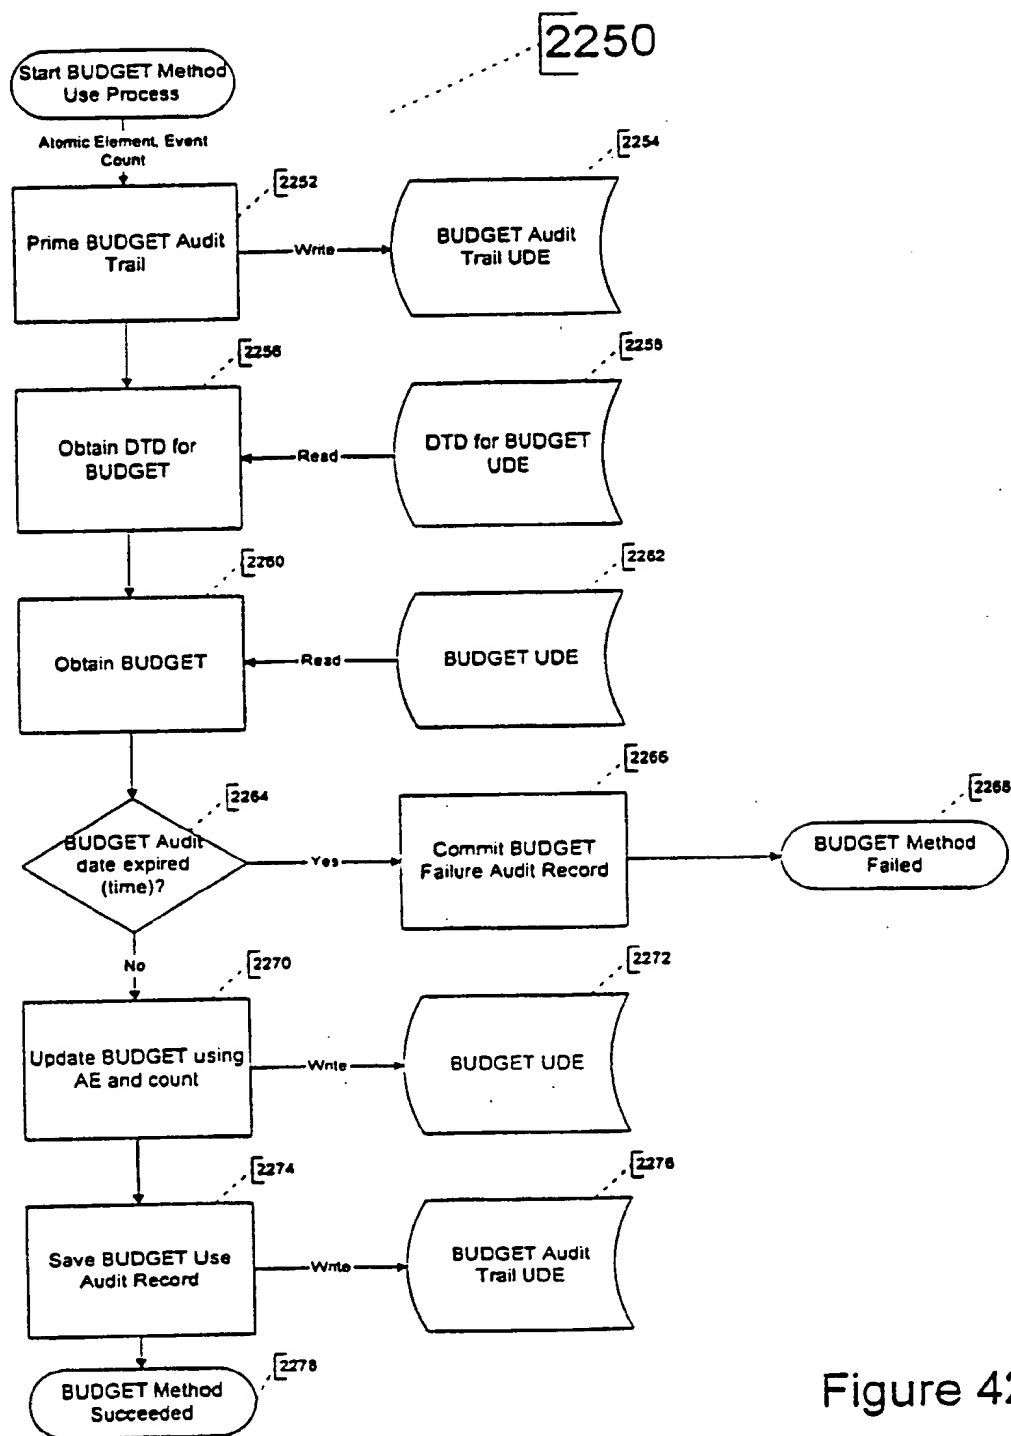 2250
Start BUDGET Method
Use Process
Atomic Element, Event
Count
2252
2254
Prime BUDGET Audit
Trail
Write
BUDGET Audit
Trail UDE
2256
2258
Obtain DTD for
BUDGET
Read
DTD for BUDGET
UDE
2260
2262
Obtain BUDGET
Read
BUDGET UDE
2264
2266
2268
BUDGET Audit
date expired
(time)?
Yes
Commit BUDGET
Failure Audit Record
BUDGET Method
Failed
No
2270
2272
Update BUDGET using
AE and count
Write
BUDGET UDE
2274
2276
Save BUDGET Use
Audit Record
Write
BUDGET Audit
Trail UDE
2278
BUDGET Method
Succeeded
Figure 42